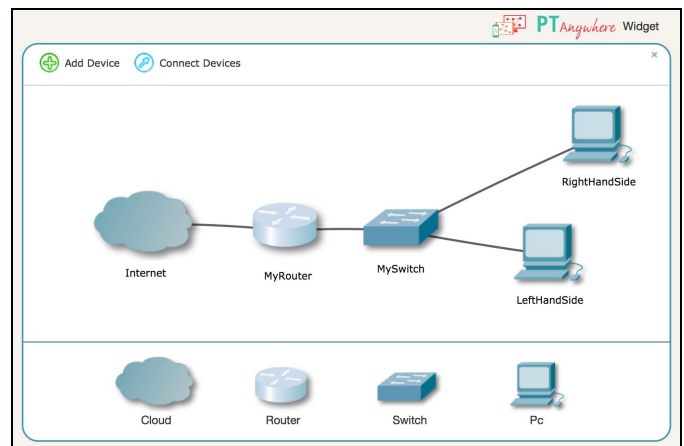 PTAnywhere Widget
Add Device Connect Devices ×
RightHandSide
Internet MyRouter MySwitch
LeftHandSide
Cloud Router Switch Pc